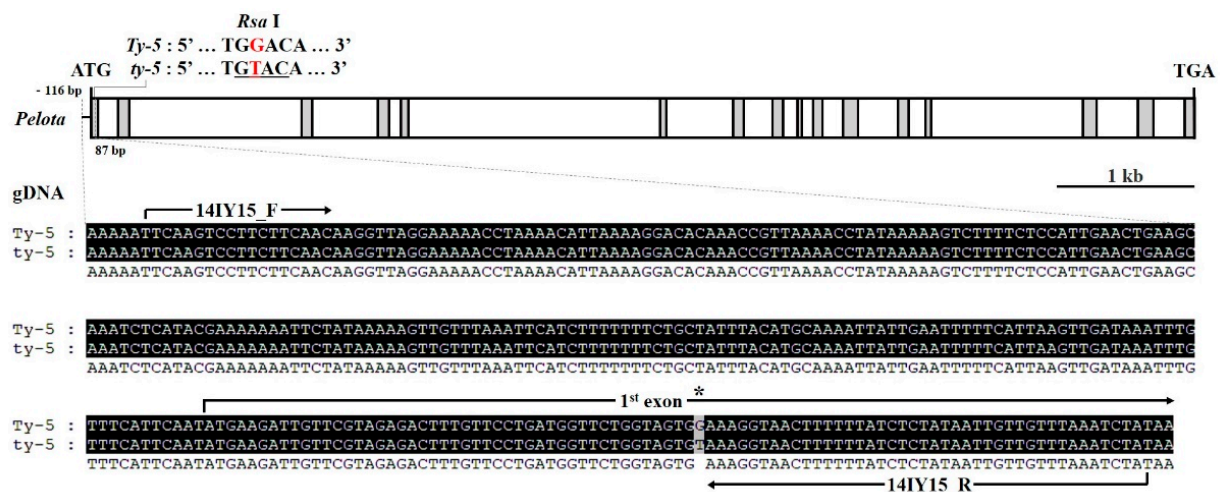 Rsa I
Ty-5 : 5’ … TGGACA … 3’
ty-5 : 5’ … TGTACA … 3’
ATG
TGA
- 116 bp
Pelota
87 bp
1 kb
gDNA
14IY15_F
Ty-5 : AAAAATTCAAGTCCTTCTTCAACAAGGTTAGGAAAAACCTAAAACATTAAAAGGACACAAACCGTTAAAACCTATAAAAAGTCTTTTCTCCATTGAACTGAAGC
ty-5 : AAAAATTCAAGTCCTTCTTCAACAAGGTTAGGAAAAACCTAAAACATTAAAAGGACACAAACCGTTAAAACCTATAAAAAGTCTTTTCTCCATTGAACTGAAGC
AAAAATTCAAGTCCTTCTTCAACAAGGTTAGGAAAAACCTAAAACATTAAAAGGACACAAACCGTTAAAACCTATAAAAAGTCTTTTCTCCATTGAACTGAAGC
Ty-5 : AAATCTCATACGAAAAAAATTCTATAAAAAGTTGTTTAAATTCATCTTTTTTTCTGCTATTTACATGCAAAATTATTGAATTTTTCATTAAGTTGATAAATTTG
ty-5 : AAATCTCATACGAAAAAAATTCTATAAAAAGTTGTTTAAATTCATCTTTTTTTCTGCTATTTACATGCAAAATTATTGAATTTTTCATTAAGTTGATAAATTTG
AAATCTCATACGAAAAAAATTCTATAAAAAGTTGTTTAAATTCATCTTTTTTTCTGCTATTTACATGCAAAATTATTGAATTTTTCATTAAGTTGATAAATTTG
1st exon *
Ty-5 : TTTCATTCAATATGAAGATTGTTCGTAGAGACTTTGTTCCTGATGGTTCTGGTAGTGGAAAGGTAACTTTTTTATCTCTATAATTGTTGTTTAAATCTATAA
ty-5 : TTTCATTCAATATGAAGATTGTTCGTAGAGACTTTGTTCCTGATGGTTCTGGTAGTGTAAAGGTAACTTTTTTATCTCTATAATTGTTGTTTAAATCTATAA
TTTCATTCAATATGAAGATTGTTCGTAGAGACTTTGTTCCTGATGGTTCTGGTAGTG AAAGGTAACTTTTTTATCTCTATAATTGTTGTTTAAATCTATAA
14IY15_R